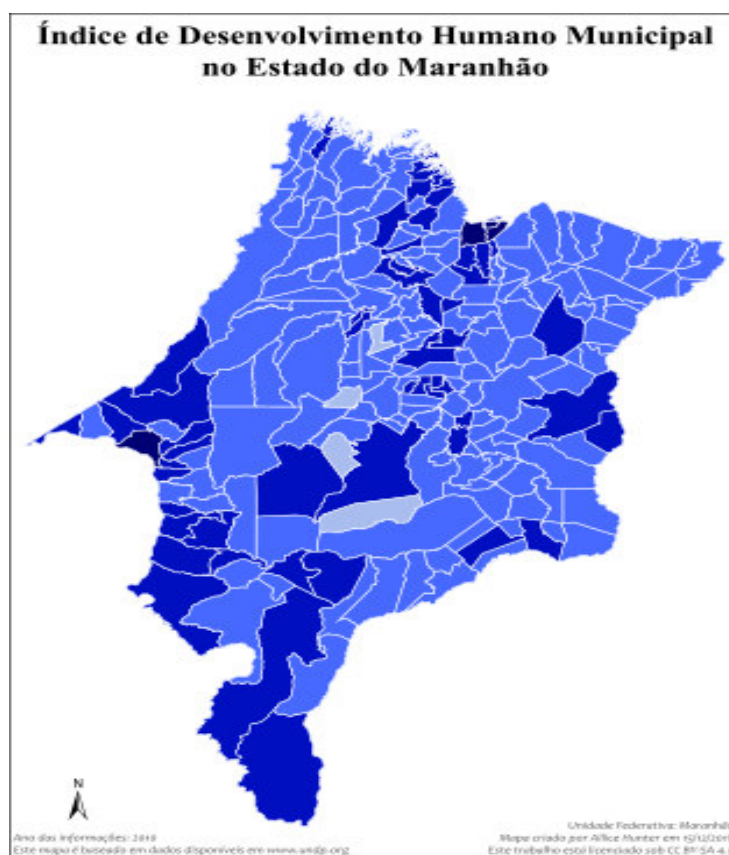 Índice de Desenvolvimento Humano Municipal
no Estado do Maranhão
N
Ano das informações: 2010
Este mapa é baseado em dados disponíveis em www.undp.org
Unidade Federativa: Maranhão
Mapa criado por Allice Hunter em
Este trabalho está licenciado sob CC BY-SA 4.